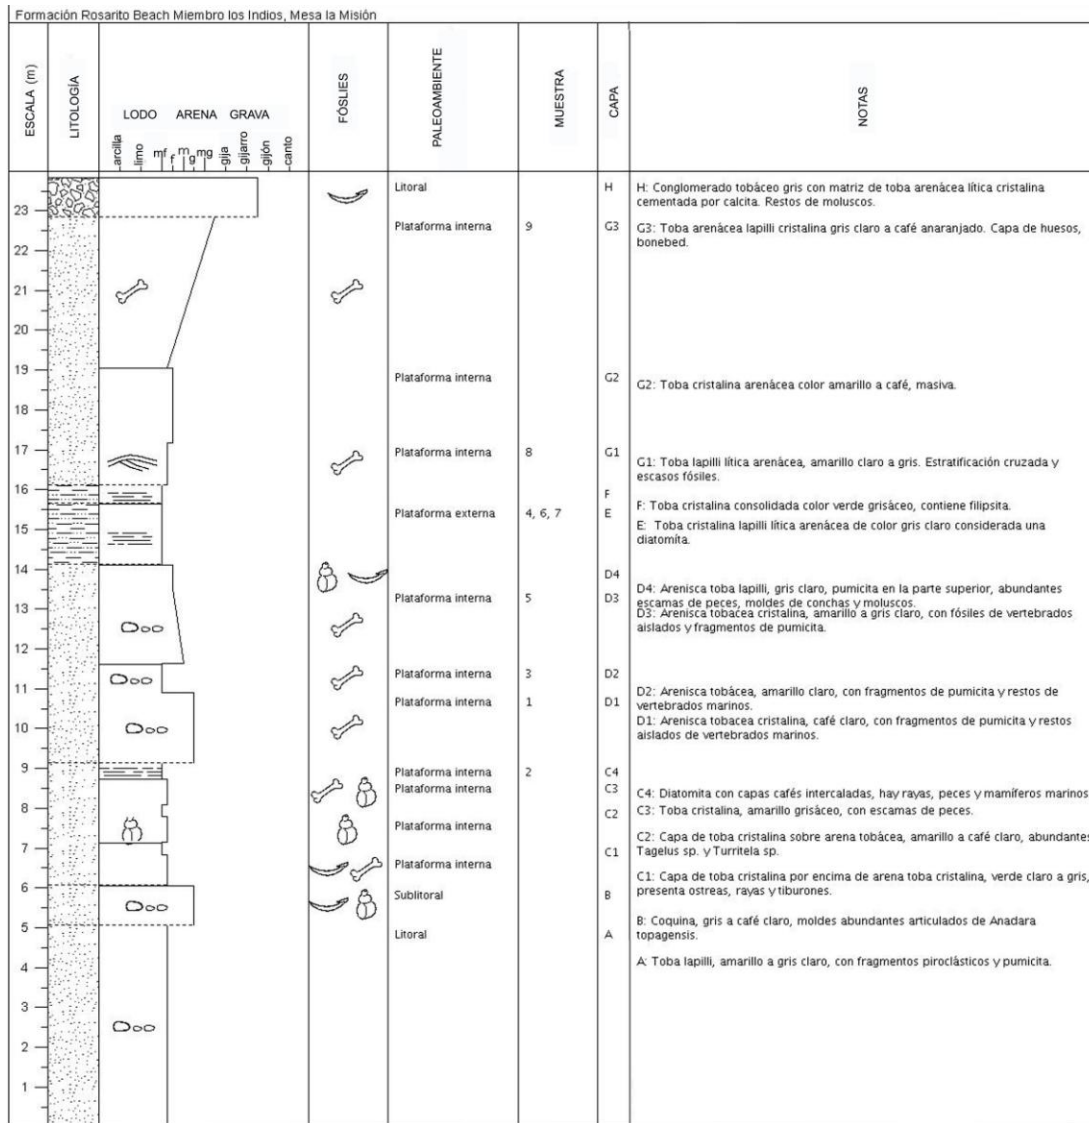 Formación Rosarito Beach Miembro los Indios, Mesa la Misión
ESCALA (m)
LITOLOGÍA
LODO ARENA GRAVA
arcilla
limo
mf
f
m
g
mg
gija
gijarro
gijón
canto
FÓSLIES
PALEOAMBIENTE
MUESTRA
CAPA
NOTAS
23
22
21
20
19
18
17
16
15
14
13
12
11
10
9
8
7
6
5
4
3
2
1
Litoral
Plataforma interna
Plataforma interna
Plataforma interna
Plataforma externa
Plataforma interna
Plataforma interna
Plataforma interna
Plataforma interna
Plataforma interna
Plataforma interna
Plataforma interna
Sublitoral
Litoral
9
8
4, 6, 7
5
3
1
2
H
G3
G2
G1
F
E
D4
D3
D2
D1
C4
C3
C2
C1
B
A
H: Conglomerado tobáceo gris con matriz de toba arenácea lítica cristalina
cementada por calcita. Restos de moluscos.
G3: Toba arenácea lapilli cristalina gris claro a café anaranjado. Capa de huesos,
bonebed.
G2: Toba cristalina arenácea color amarillo a café, masiva.
G1: Toba lapilli lítica arenácea, amarillo claro a gris. Estratificación cruzada y
escasos fósiles.
F: Toba cristalina consolidada color verde grisáceo, contiene filipsita.
E: Toba cristalina lapilli lítica arenácea de color gris claro considerada una
diatomíta.
D4: Arenisca toba lapilli, gris claro, pumicita en la parte superior, abundantes
escamas de peces, moldes de conchas y moluscos.
D3: Arenisca tobacea cristalina, amarillo a gris claro, con fósiles de vertebrados
aislados y fragmentos de pumicita.
D2: Arenisca tobácea, amarillo claro, con fragmentos de pumicita y restos de
vertebrados marinos.
D1: Arenisca tobacea cristalina, café claro, con fragmentos de pumicita y restos
aislados de vertebrados marinos.
C4: Diatomita con capas cafés intercaladas, hay rayas, peces y mamíferos marinos
C3: Toba cristalina, amarillo grisáceo, con escamas de peces.
C2: Capa de toba cristalina sobre arena tobácea, amarillo a café claro, abundantes
Tagelus sp. y Turritela sp.
C1: Capa de toba cristalina por encima de arena toba cristalina, verde claro a gris,
presenta ostreas, rayas y tiburones.
B: Coquina, gris a café claro, moldes abundantes articulados de Anadara
topagensis.
A: Toba lapilli, amarillo a gris claro, con fragmentos piroclásticos y pumicita.